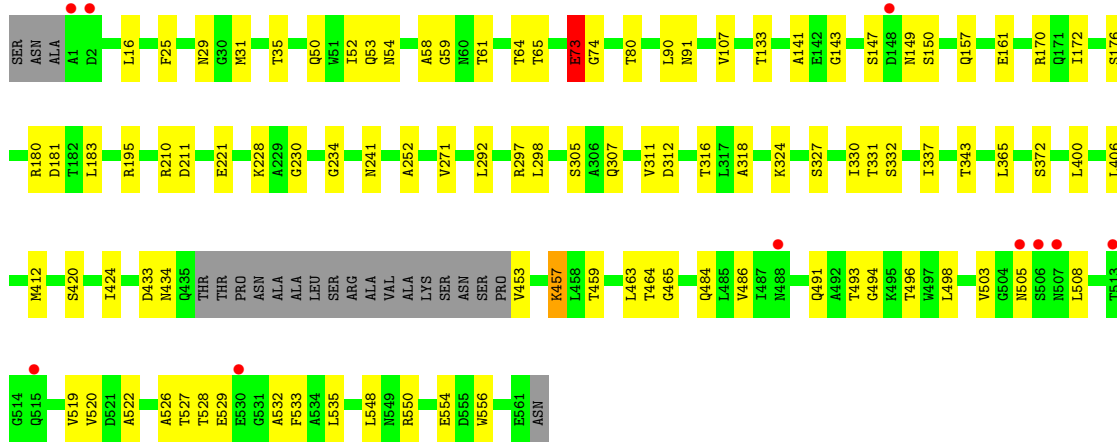 SER ASN ALA A1 D2 L16 F25 N29 G30 M31 T35 Q50 W51 I52 Q53 N54 A58 G59 N60 T61 T64 T65 E73 G74 T80 L90 N91 V107 T133 A141 E142 G143 S147 D148 N149 S150 Q157 E161 R170 Q171 I172 S176
R180 D181 T182 L183 R195 R210 D211 E221 K228 A229 G230 G234 N241 A252 V271 L292 R297 L298 S305 A306 Q307 V311 D312 T316 L317 A318 K324 S327 I330 T331 S332 I337 T343 L365 S372 L400 L406
M412 S420 I424 D433 N434 Q435 THR THR PRO ASN ALA ALA LEU SER ARG ALA VAL ALA LYS SER ASN SER PRO V453 K457 L458 T459 L463 T464 G465 Q484 L485 V486 I487 N488 Q491 A492 T493 G494 K495 T496 W497 L498 V503 G504 N505 S506 N507 L508 T513
G514 Q515 V519 V520 D521 A522 A526 T527 T528 E529 E530 G531 A532 F533 A534 L535 L548 N549 R550 E554 D555 W556 E561 ASN